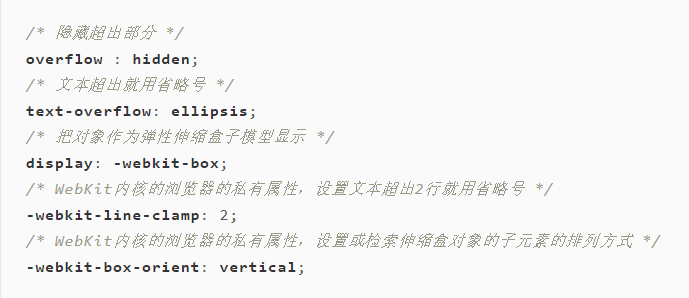 /* 隐藏超出部分 */
overflow : hidden;
/* 文本超出就用省略号 */
text-overflow: ellipsis;
/* 把对象作为弹性伸缩盒子模型显示 */
display: -webkit-box;
/* WebKit内核的浏览器的私有属性，设置文本超出2行就用省略号 */
-webkit-line-clamp: 2;
/* WebKit内核的浏览器的私有属性，设置或检索伸缩盒对象的子元素的排列方式 */
-webkit-box-orient: vertical;